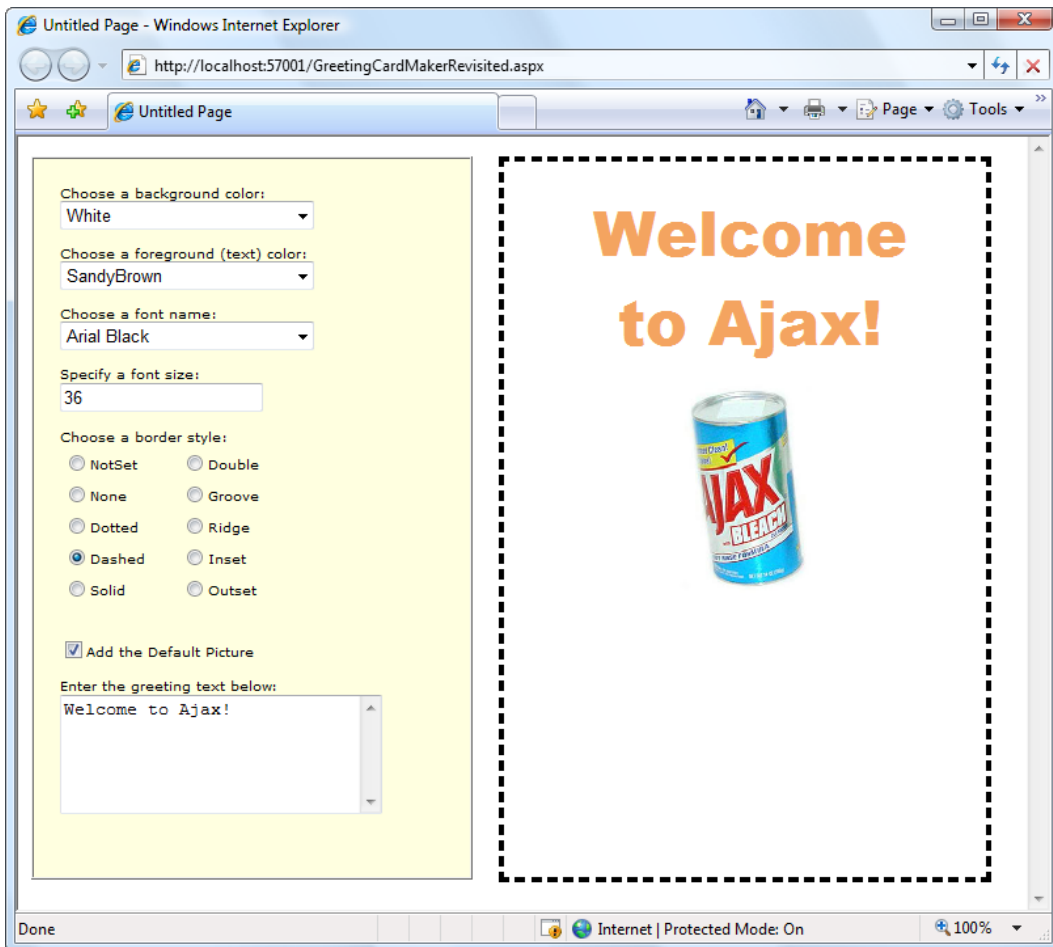 Untitled Page - Windows Internet Explorer
http://localhost:57001/GreetingCardMakerRevisited.aspx
Untitled Page
Page
Tools
Choose a background color:
White
Choose a foreground (text) color:
SandyBrown
Choose a font name:
Arial Black
Specify a font size:
36
Choose a border style:
NotSet Double
None Groove
Dotted Ridge
Dashed Inset
Solid Outset
Add the Default Picture
Enter the greeting text below:
Welcome to Ajax!
Welcome
to Ajax!
AJAX
BLEACH
Done
Internet | Protected Mode: On
100%